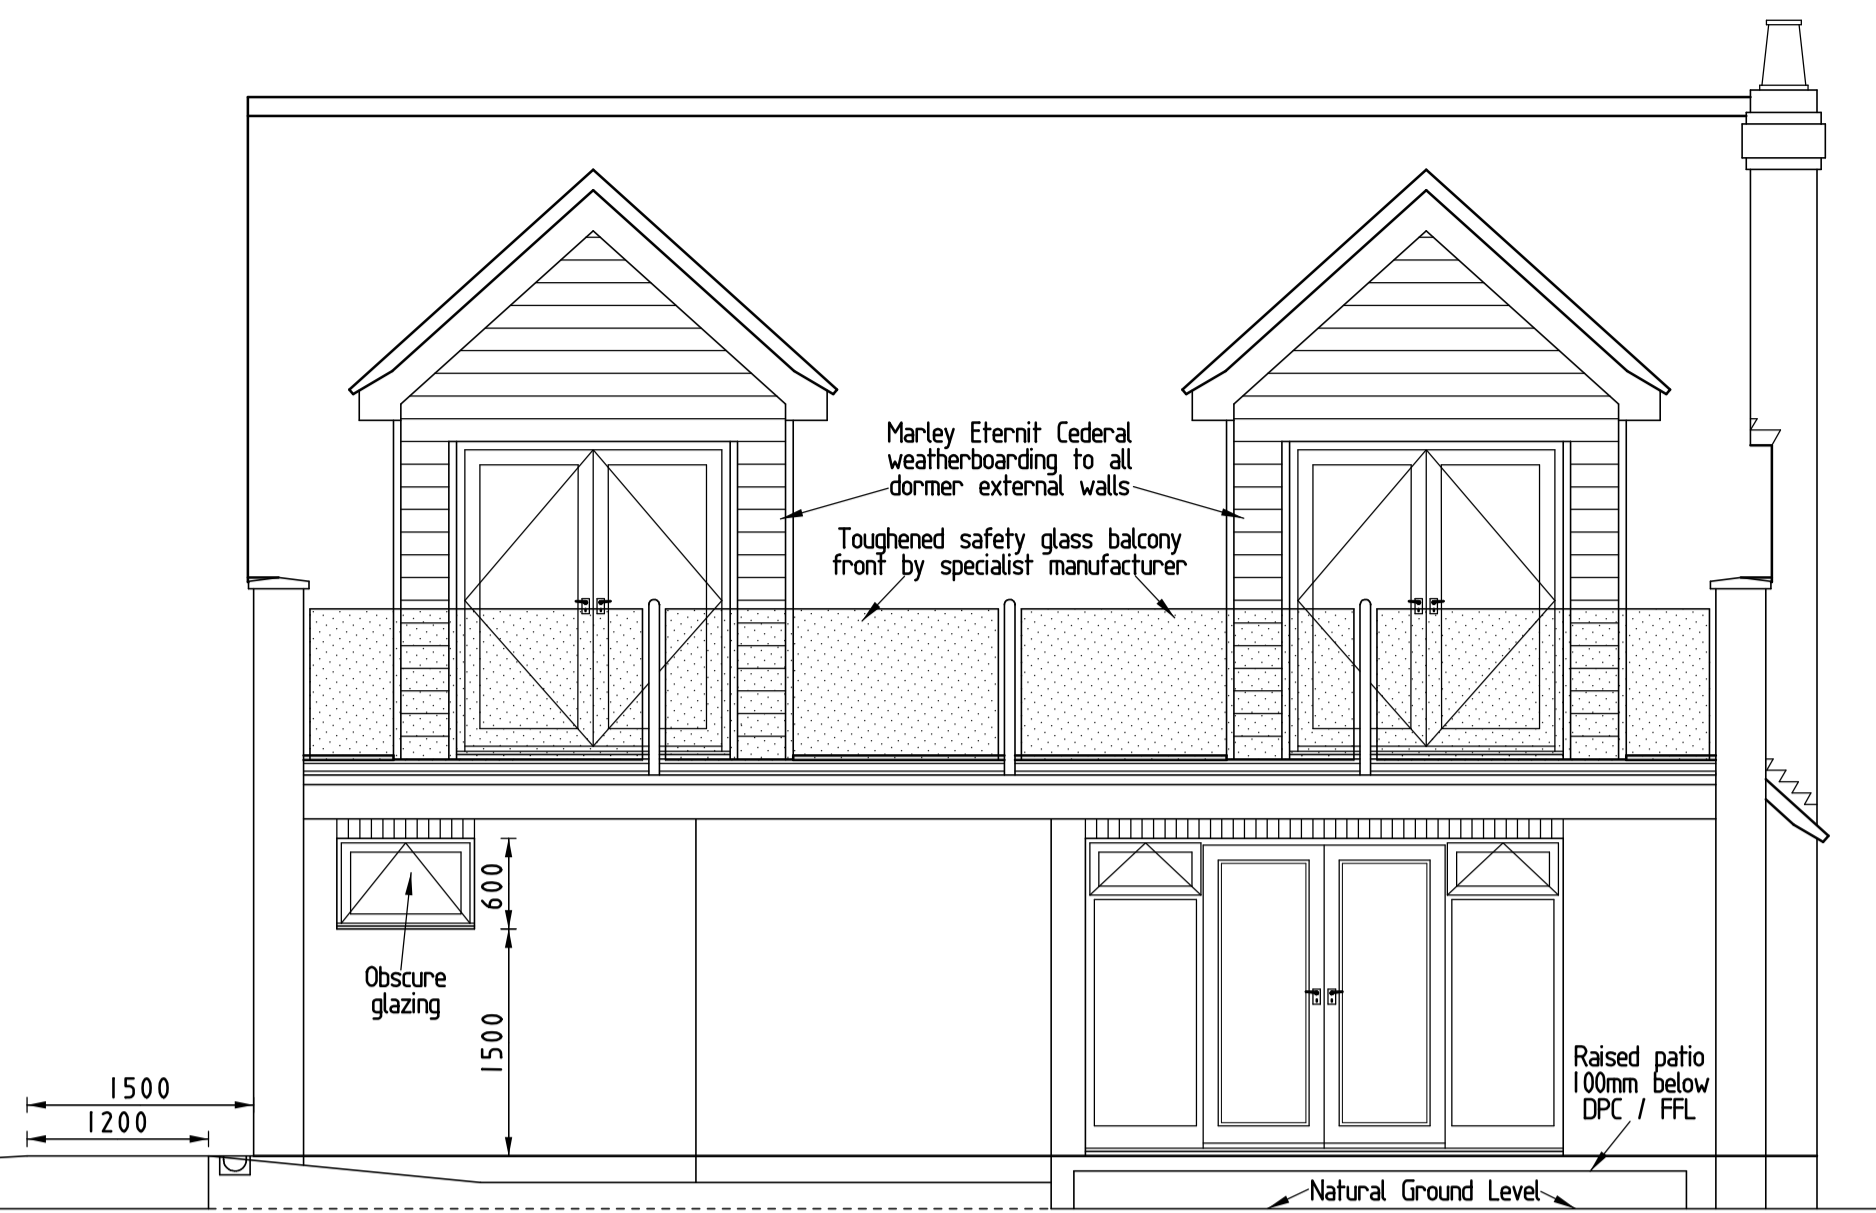 Marley Eternit Cederal
weatherboarding to all
dormer external walls
Toughened safety glass balcony
front by specialist manufacturer
600
Obscure
glazing
1500
1500
1200
Raised patio
100mm below
DPC / FFL
Natural Ground Level